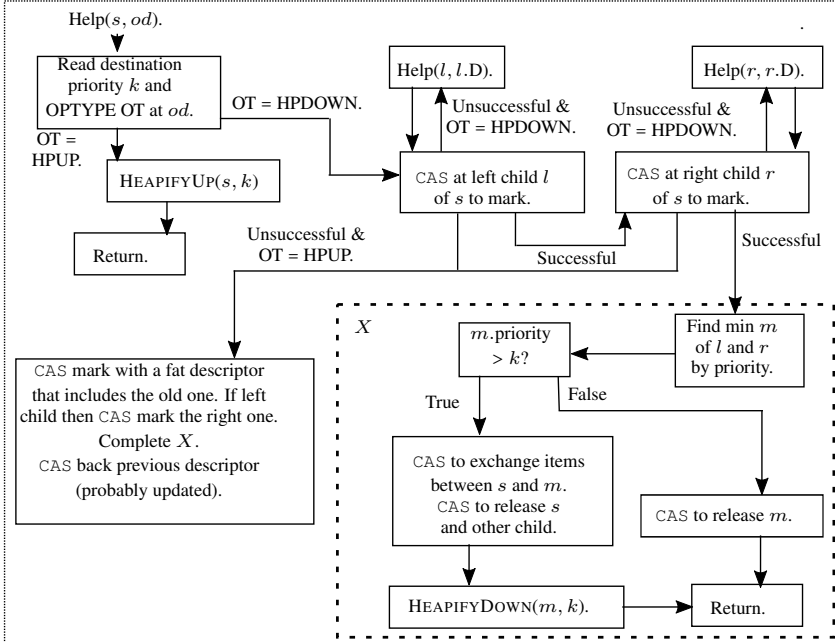 Help(s, od).
Read destination
priority k and
OPTYPE OT at od.
OT =
HPUP.
OT = HPDOWN.
HEAPIFYUP(s, k)
Return.
Help(l, l.D).
Unsuccessful &
OT = HPDOWN.
CAS at left child l
of s to mark.
Successful
Help(r, r.D).
Unsuccessful &
OT = HPDOWN.
CAS at right child r
of s to mark.
Successful
Unsuccessful &
OT = HPUP.
CAS mark with a fat descriptor
that includes the old one. If left
child then CAS mark the right one.
Complete X.
CAS back previous descriptor
(probably updated).
X
Find min m
of l and r
by priority.
m.priority
> k?
True
False
CAS to exchange items
between s and m.
CAS to release s
and other child.
CAS to release m.
HEAPIFYDOWN(m, k).
Return.